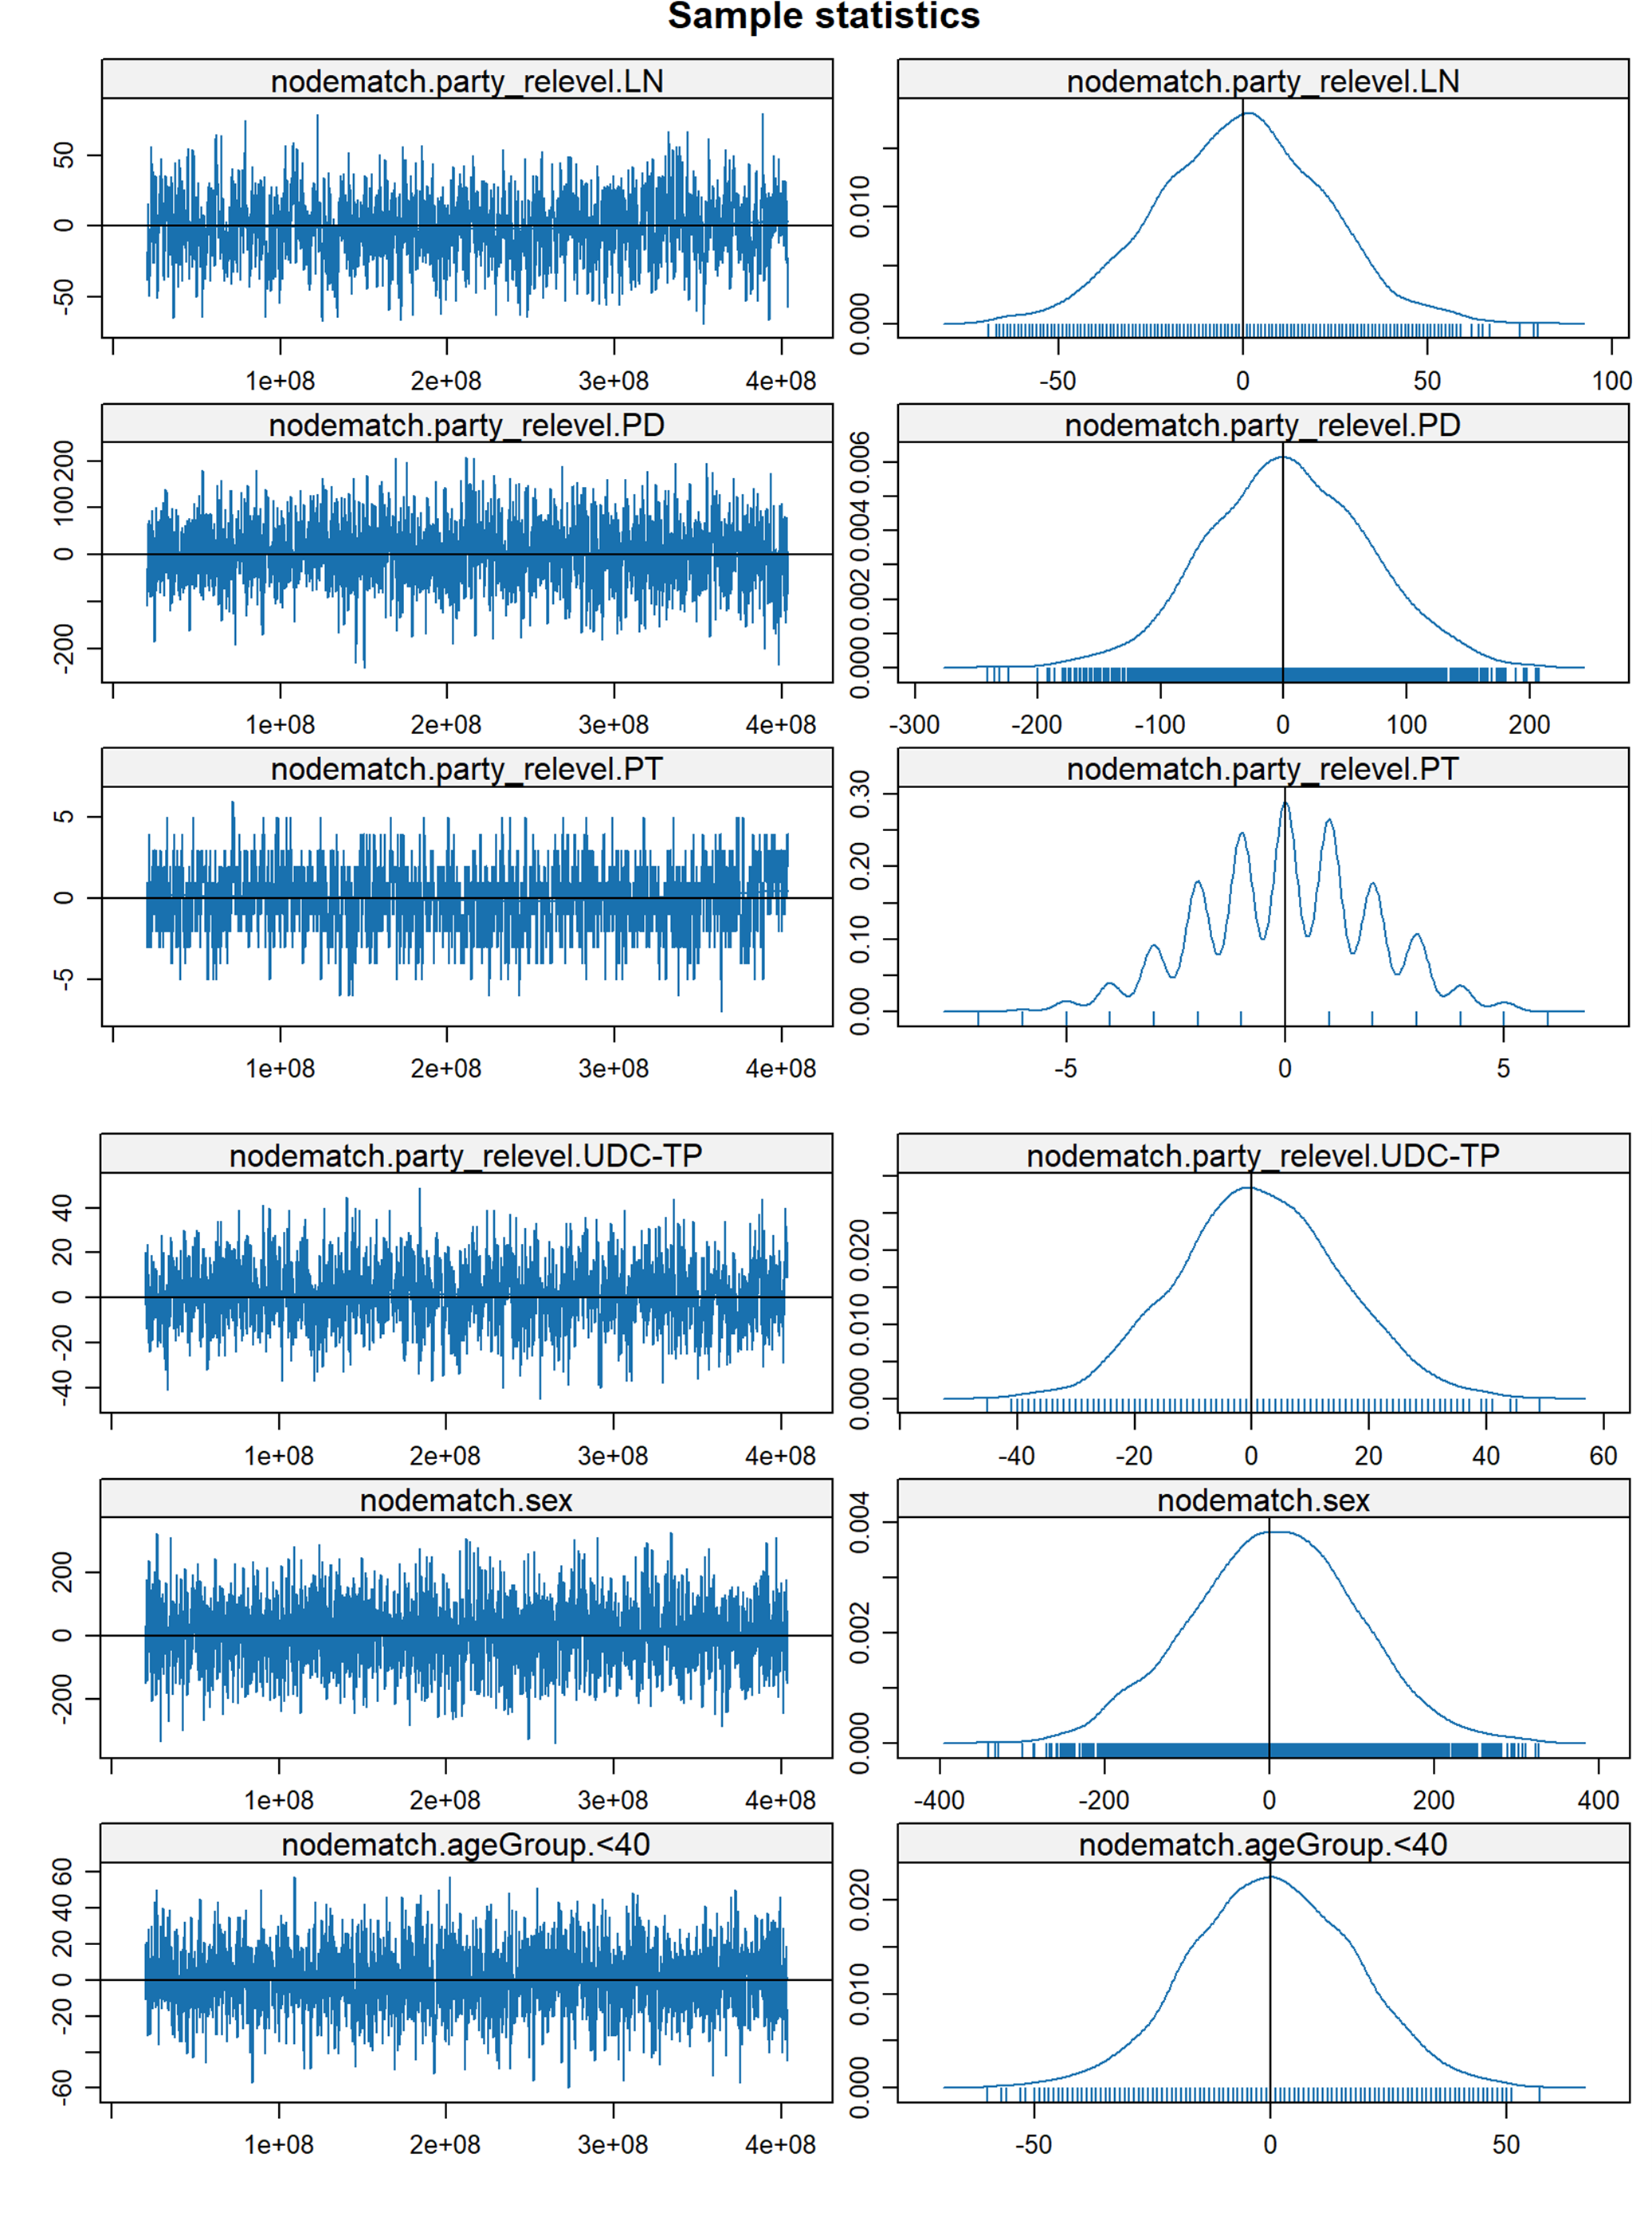 Sample statistics
nodematch.party_relevel.LN
nodematch.party_relevel.LN
50
0
-50
1e+08 2e+08 3e+08 4e+08
0.010
0.000
-50 0 50 100
nodematch.party_relevel.PD
nodematch.party_relevel.PD
200
100
0
-200
1e+08 2e+08 3e+08 4e+08
0.006
0.004
0.002
0.000
-300 -200 -100 0 100 200
nodematch.party_relevel.PT
nodematch.party_relevel.PT
5
0
-5
1e+08 2e+08 3e+08 4e+08
0.30
0.20
0.10
0.00
-5 0 5
nodematch.party_relevel.UDC-TP
nodematch.party_relevel.UDC-TP
40
20
0
-20
-40
1e+08 2e+08 3e+08 4e+08
0.020
0.010
0.000
-40 -20 0 20 40 60
nodematch.sex
nodematch.sex
200
0
-200
1e+08 2e+08 3e+08 4e+08
0.004
0.002
0.000
-400 -200 0 200 400
nodematch.ageGroup.<40
nodematch.ageGroup.<40
60
40
20
0
-20
-60
1e+08 2e+08 3e+08 4e+08
0.020
0.010
0.000
-50 0 50